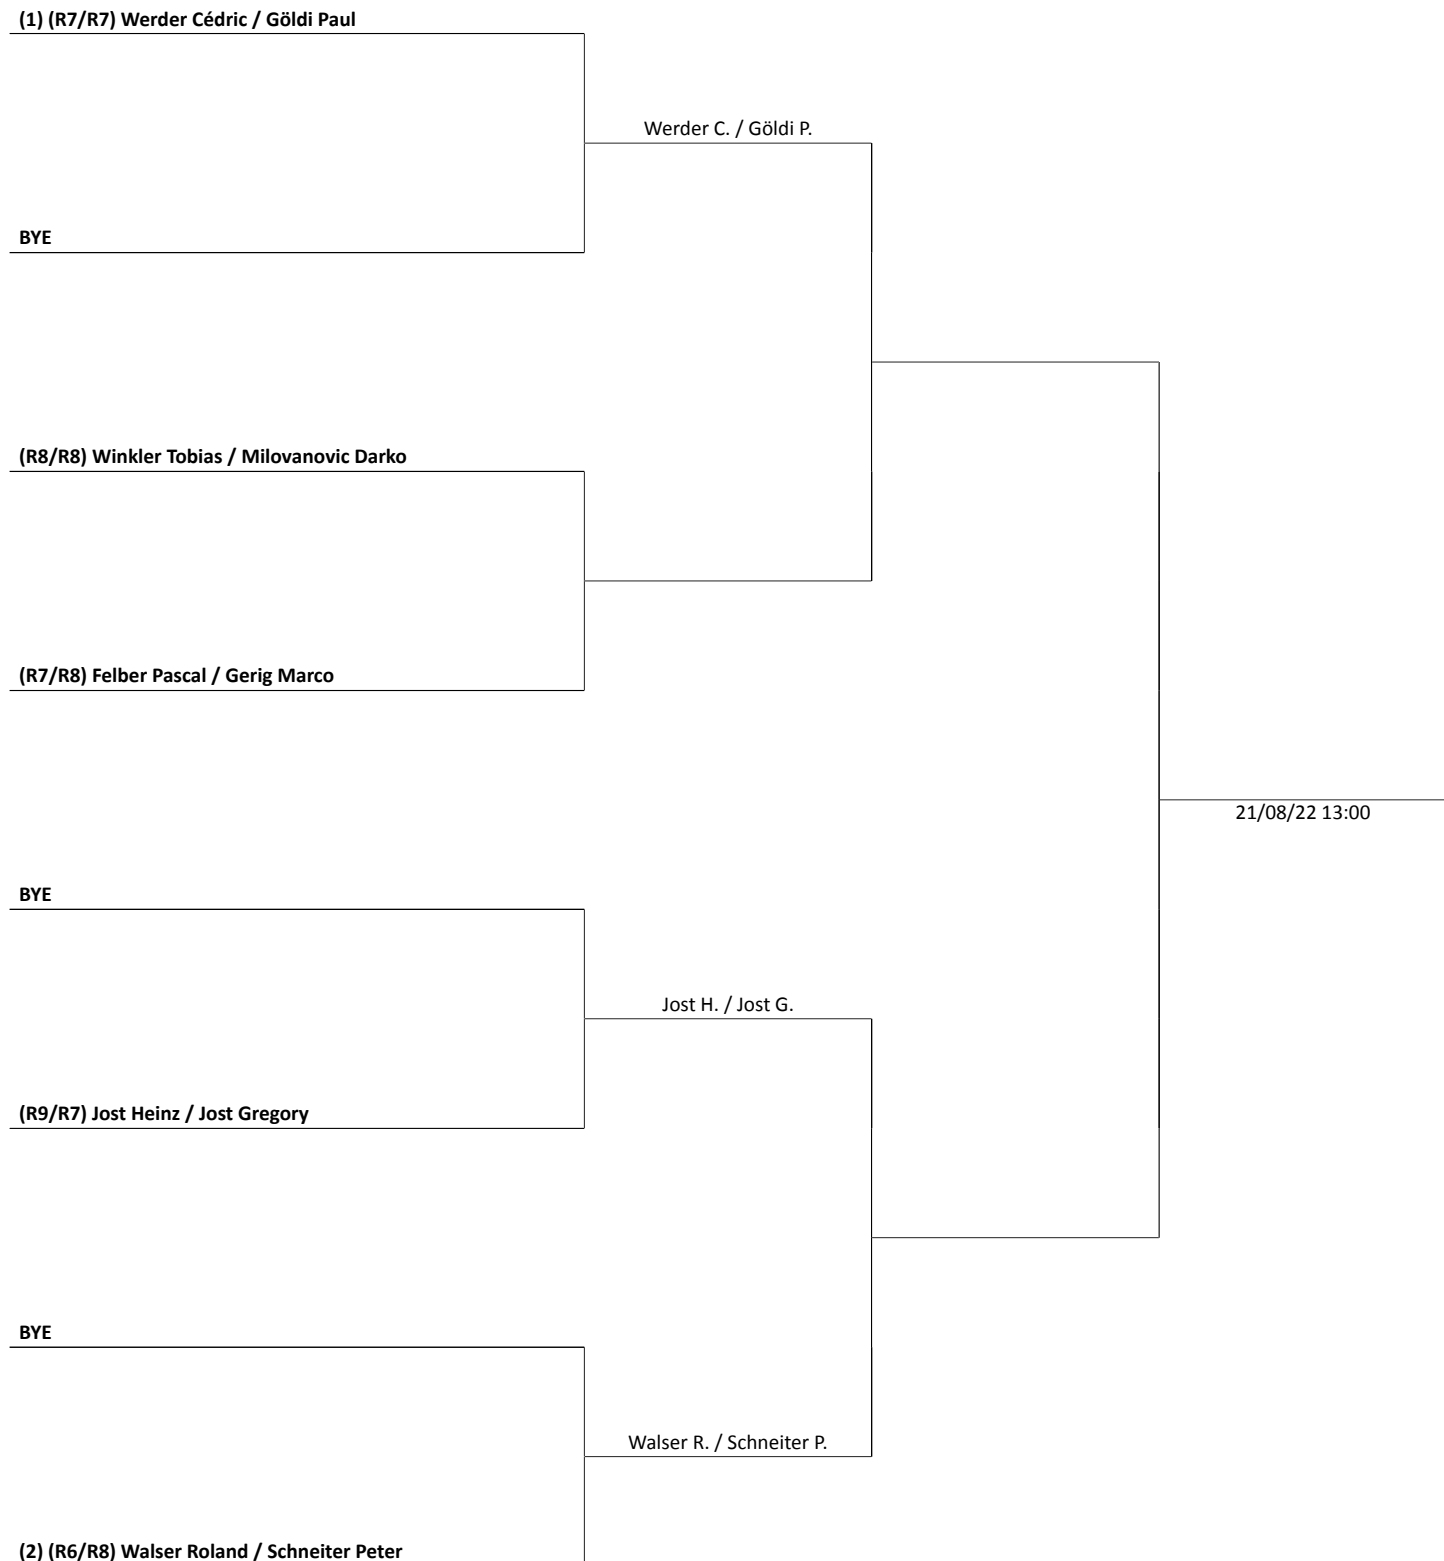 (1) (R7/R7) Werder Cédric / Göldi Paul
Werder C. / Göldi P.
BYE
(R8/R8) Winkler Tobias / Milovanovic Darko
(R7/R8) Felber Pascal / Gerig Marco
21/08/22 13:00
BYE
Jost H. / Jost G.
(R9/R7) Jost Heinz / Jost Gregory
BYE
Walser R. / Schneiter P.
(2) (R6/R8) Walser Roland / Schneiter Peter